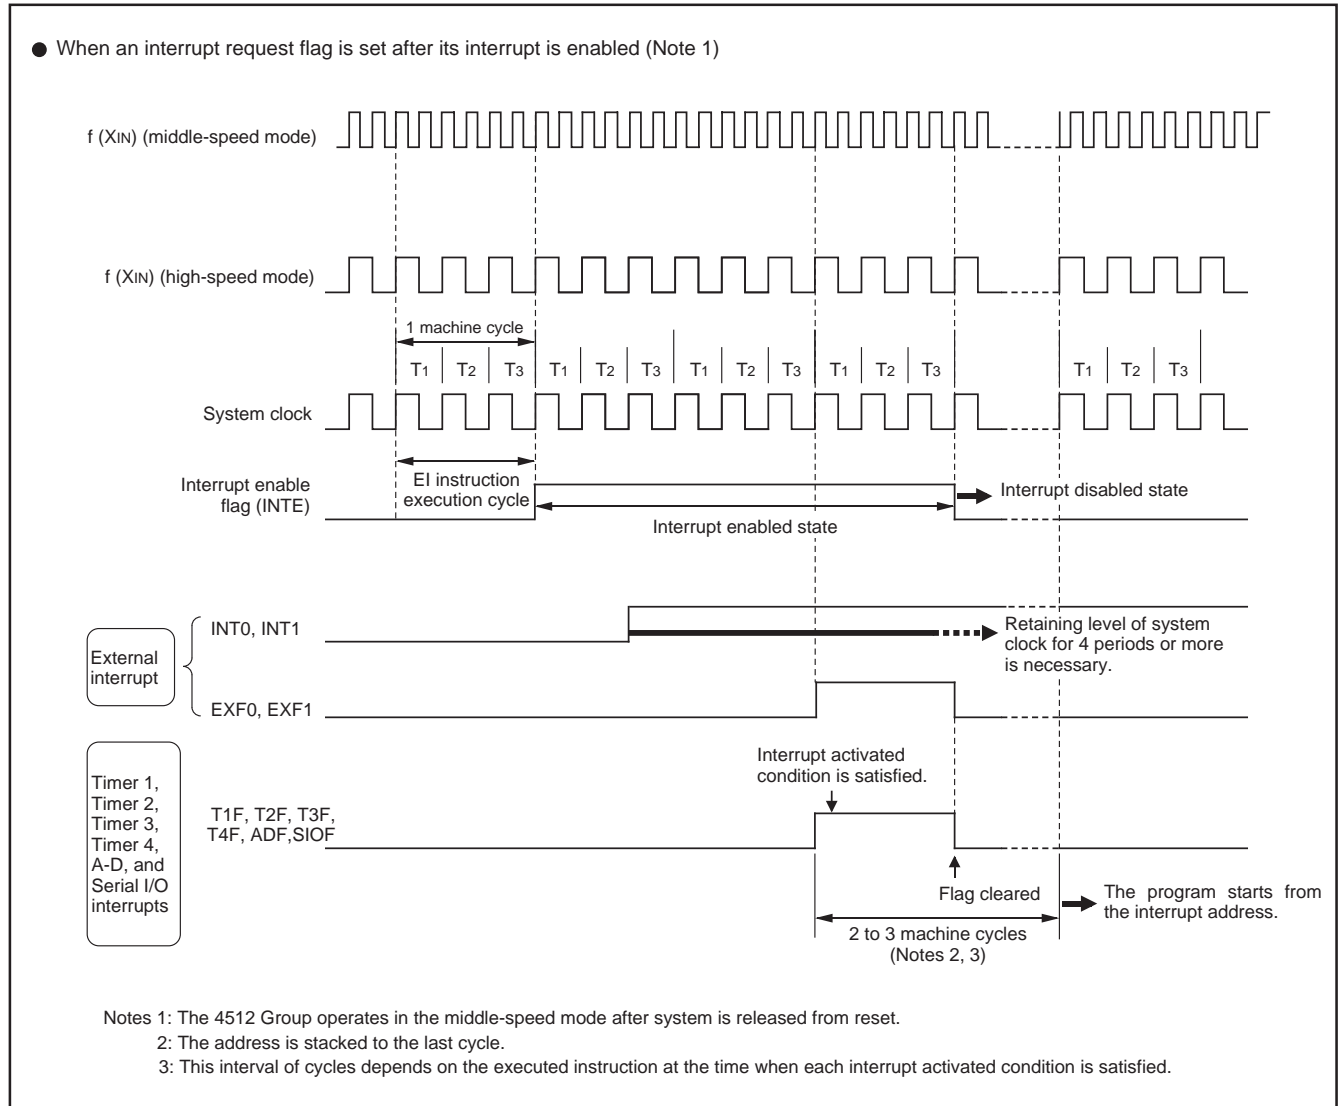 ● When an interrupt request flag is set after its interrupt is enabled (Note 1)
f (XIN) (middle-speed mode)
f (XIN) (high-speed mode)
1 machine cycle
T1 T2 T3 T1 T2 T3 T1 T2 T3 T1 T2 T3 T1 T2 T3
System clock
EI instruction
execution cycle
Interrupt enable
flag (INTE)
Interrupt disabled state
Interrupt enabled state
External
interrupt
INT0, INT1
Retaining level of system
clock for 4 periods or more
is necessary.
EXF0, EXF1
Interrupt activated
condition is satisfied.
Timer 1,
Timer 2,
Timer 3,
Timer 4,
A-D, and
Serial I/O
interrupts
T1F, T2F, T3F,
T4F, ADF,SIOF
Flag cleared
The program starts from
the interrupt address.
2 to 3 machine cycles
(Notes 2, 3)
Notes 1: The 4512 Group operates in the middle-speed mode after system is released from reset.
2: The address is stacked to the last cycle.
3: This interval of cycles depends on the executed instruction at the time when each interrupt activated condition is satisfied.